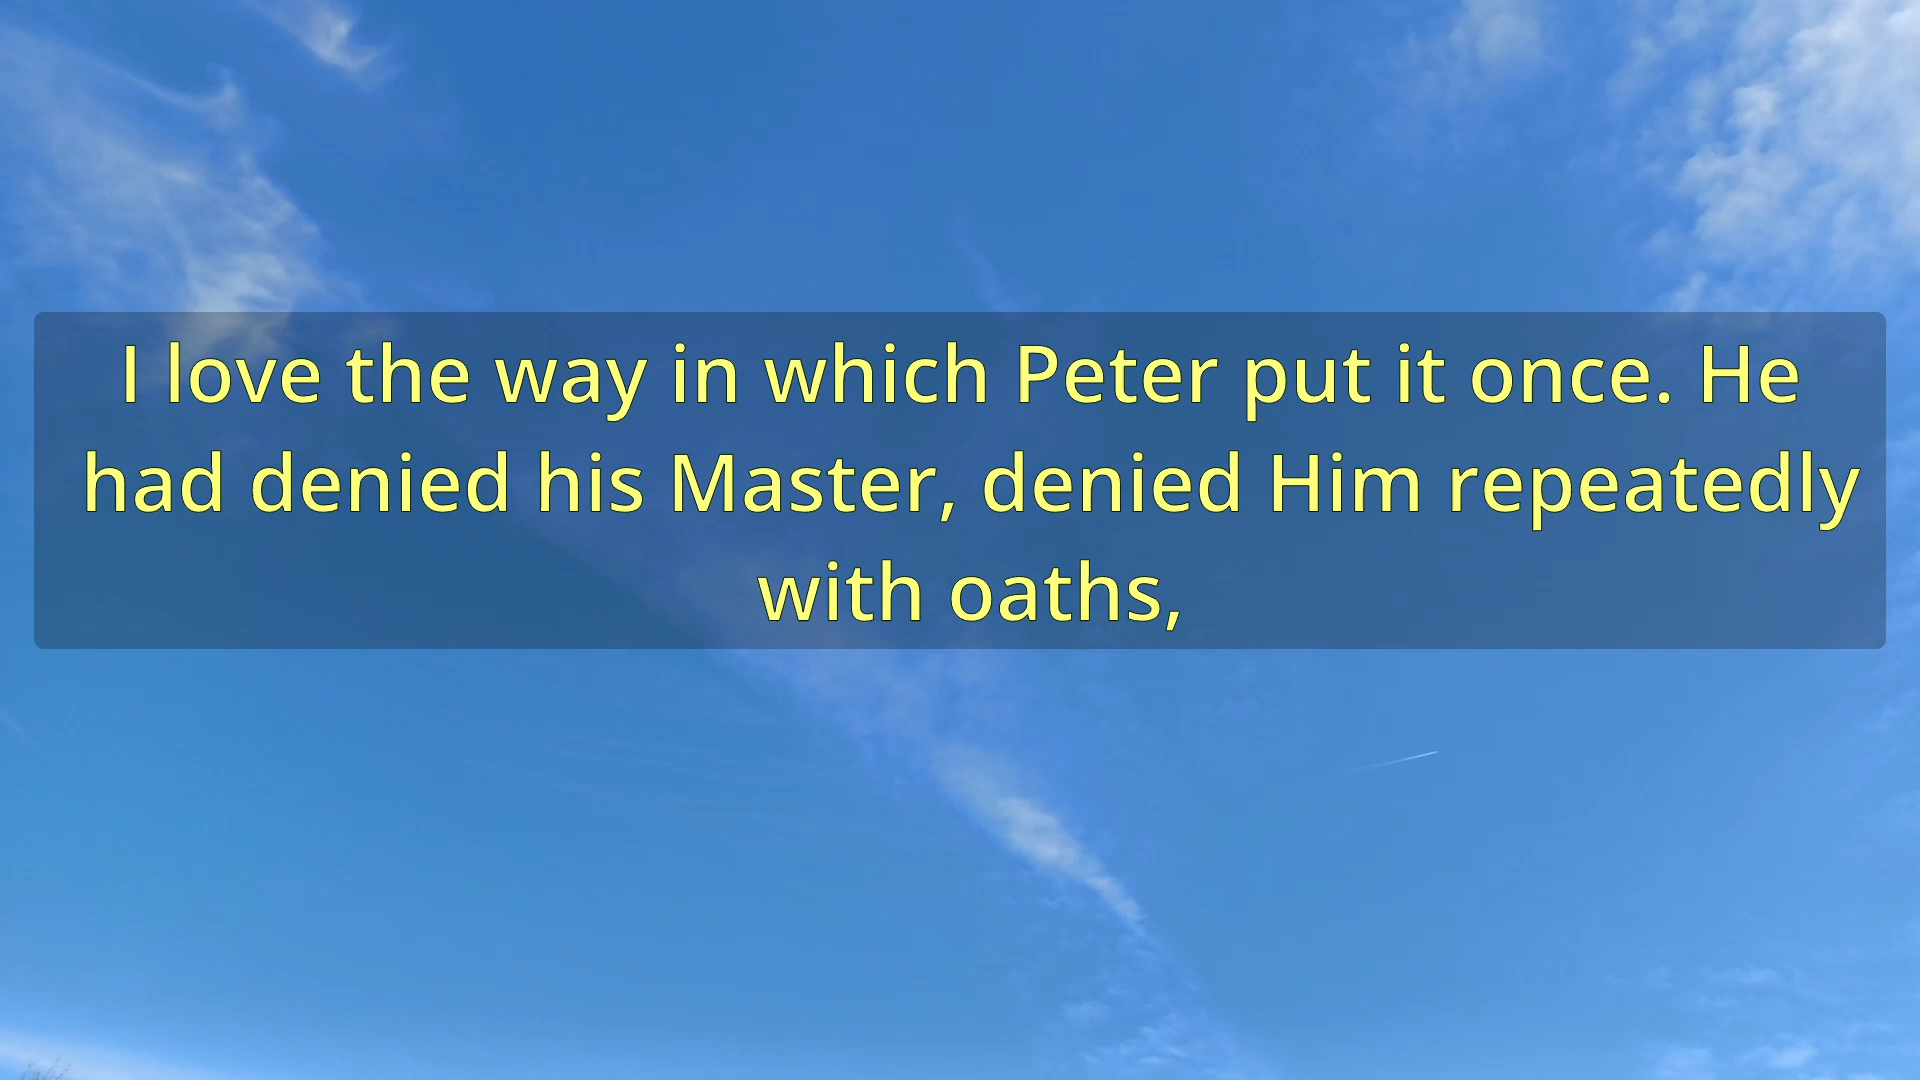 I love the way in which Peter put it once. He
had denied his Master, denied Him repeatedly
with oaths,